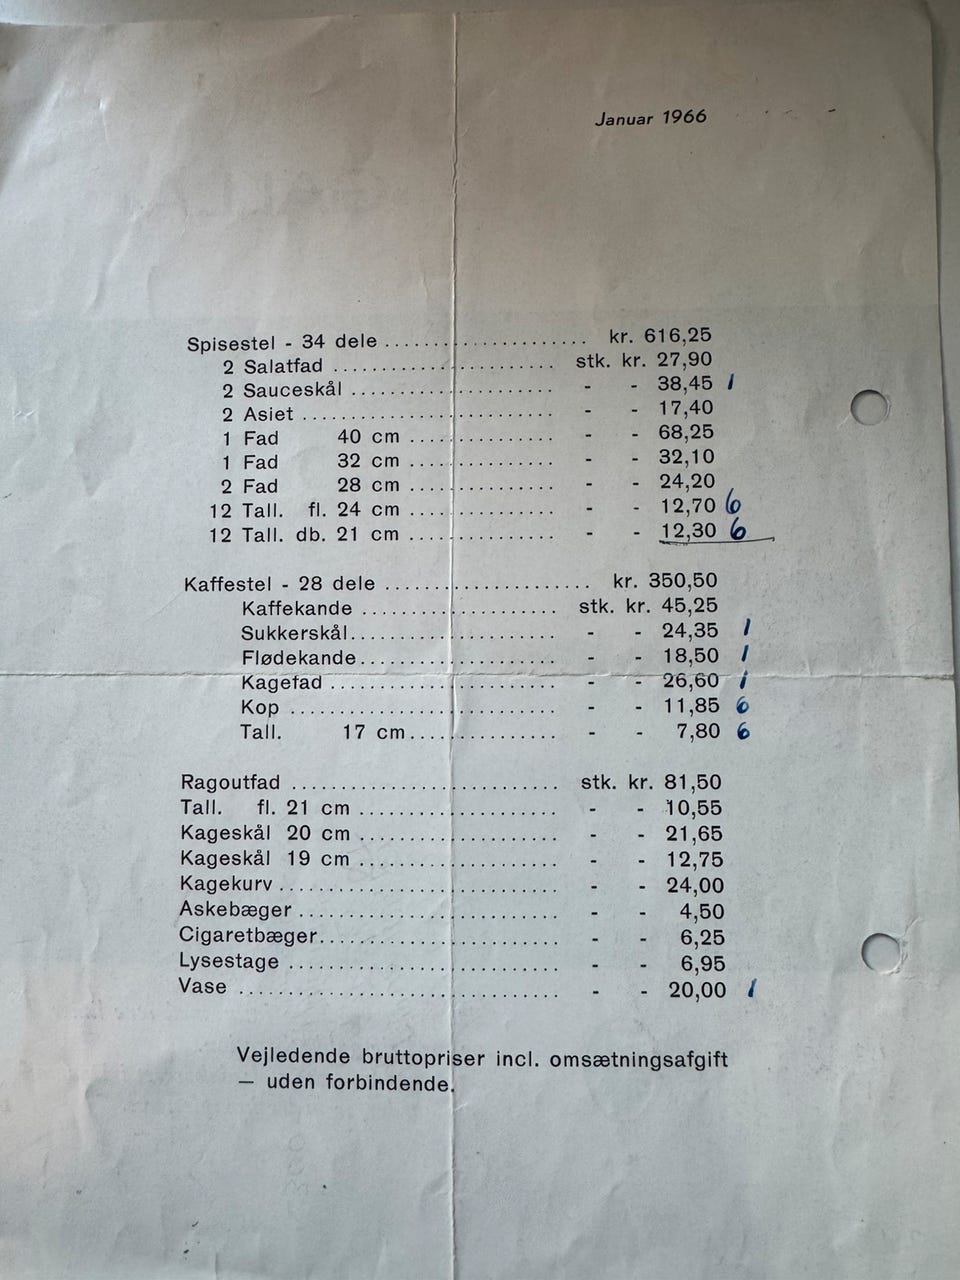 Januar 1966
Spisestel - 34 dele ..................... kr. 616,25
2 Salatfad ....................... stk. kr. 27,90
2 Sauceskål ..................... - - 38,45 1
2 Asiet .......................... - - 17,40
1 Fad 40 cm ............... - - 68,25
1 Fad 32 cm ............... - - 32,10
2 Fad 28 cm ............... - - 24,20
12 Tall. fl. 24 cm ............... - - 12,70 6
12 Tall. db. 21 cm ............... - - 12,30 6
Kaffestel - 28 dele ..................... kr. 350,50
Kaffekande .................... stk. kr. 45,25
Sukkerskål..................... - - 24,35 1
Flødekande.................... - - 18,50 1
Kagefad ....................... - - 26,60 1
Kop ........................... - - 11,85 6
Tall. 17 cm............... - - 7,80 6
Ragoutfad ........................... stk. kr. 81,50
Tall. fl. 21 cm .................... - - 10,55
Kageskål 20 cm .................... - - 21,65
Kageskål 19 cm .................... - - 12,75
Kagekurv ............................ - - 24,00
Askebæger .......................... - - 4,50
Cigaretbæger........................ - - 6,25
Lysestage ........................... - - 6,95
Vase ................................ - - 20,00 1
Vejledende bruttopriser incl. omsætningsafgift
— uden forbindende.